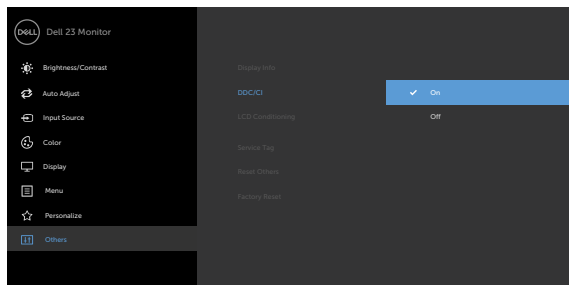 DELL
Dell 23 Monitor
Brightness/Contrast
Auto Adjust
Input Source
Color
Display
Menu
Personalize
Others
Display Info
DDC/CI
LCD Conditioning
Service Tag
Reset Others
Factory Reset
On
Off